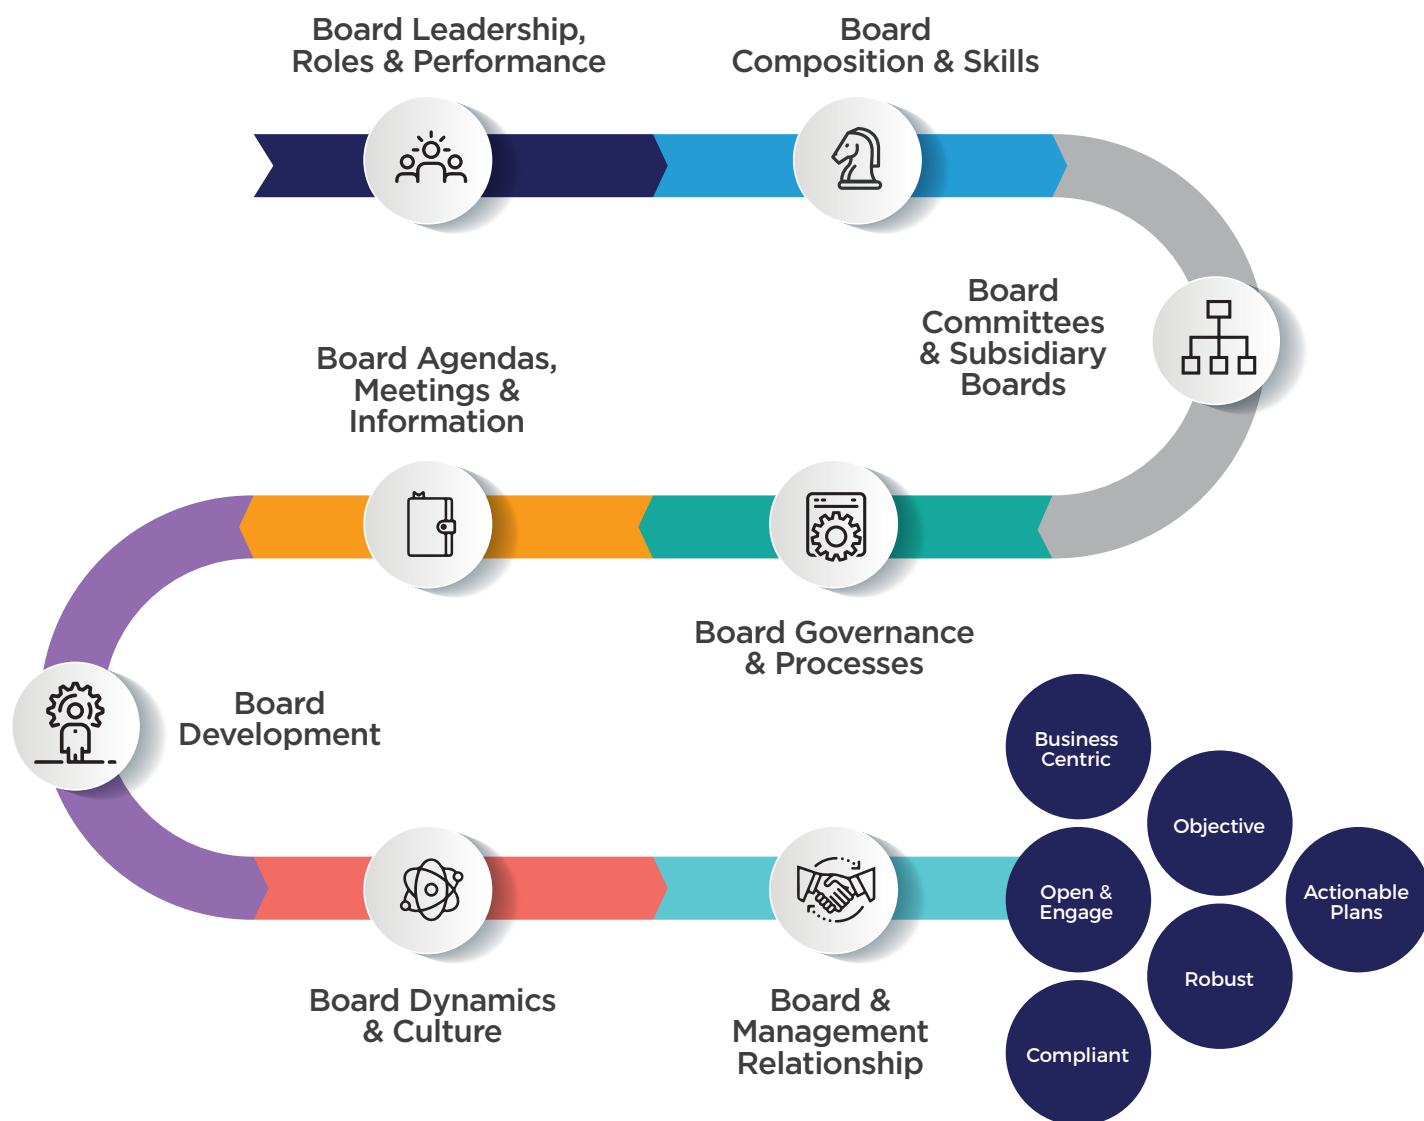 Board Leadership,
Roles & Performance
Board
Composition & Skills
Board
Committees
& Subsidiary
Boards
Board Governance
& Processes
Board Agendas,
Meetings &
Information
Board
Development
Board Dynamics
& Culture
Board &
Management
Relationship
Business
Centric
Objective
Open &
Engage
Actionable
Plans
Robust
Compliant